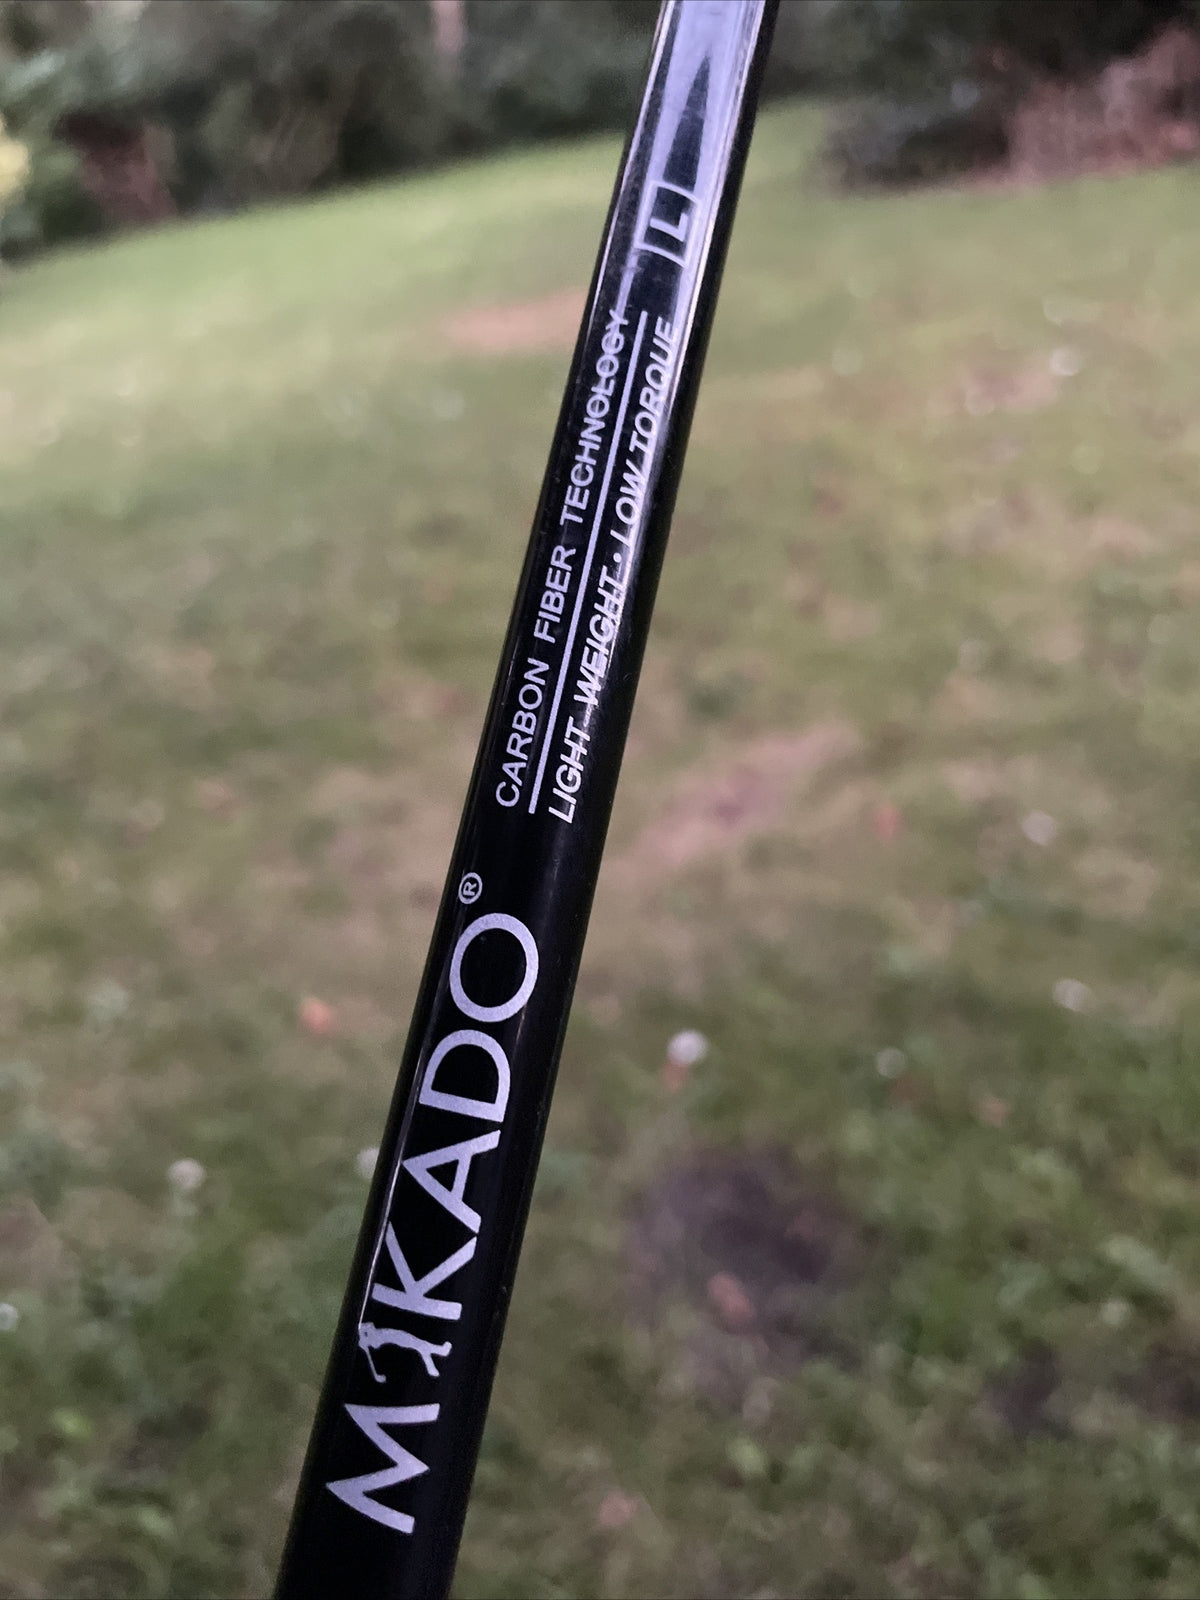 MIKADO®
CARBON FIBER TECHNOLOGY
LIGHT WEIGHT • LOW TORQUE
L